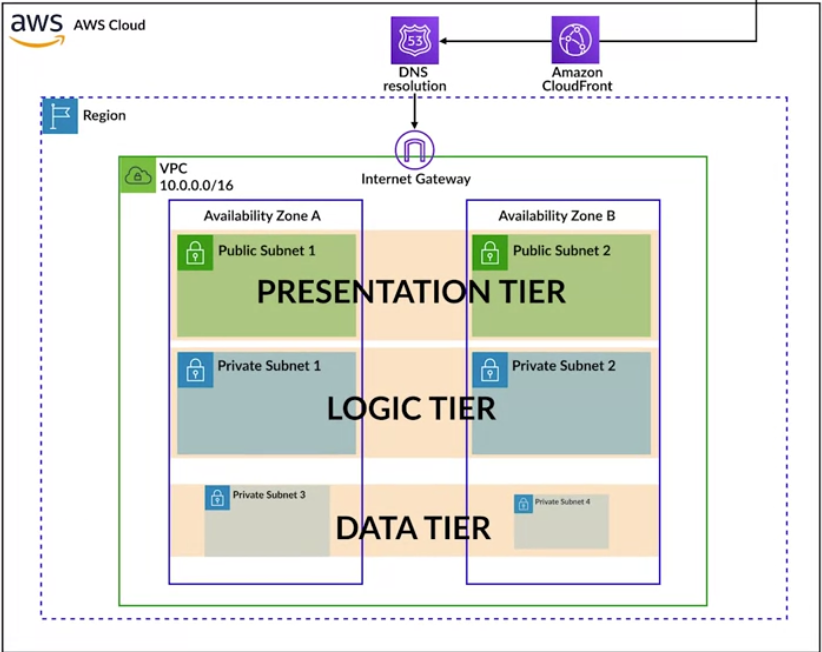 aws
AWS Cloud
53
DNS
resolution
Amazon
CloudFront
Region
Internet Gateway
VPC
10.0.0.0/16
Availability Zone A
Availability Zone B
Public Subnet 1
Public Subnet 2
PRESENTATION TIER
Private Subnet 1
Private Subnet 2
LOGIC TIER
Private Subnet 3
Private Subnet 4
DATA TIER